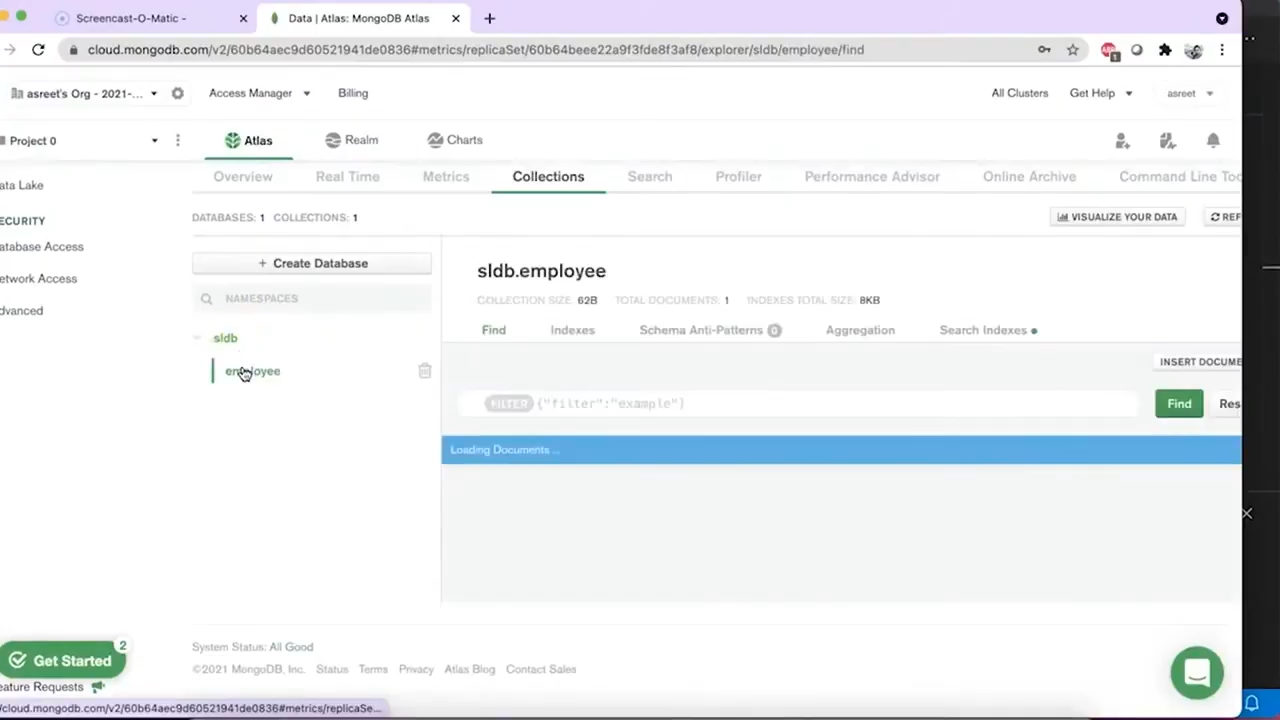 Screencast-O-Matic -
Data | Atlas: MongoDB Atlas
cloud.mongodb.com/v2/60b64aec9d60521941de0836#metrics/replicaSet/60b64beee22a9f3fde8f3af8/explorer/sldb/employee/find
1
asreet's Org - 2021-...
Access Manager
Billing
All Clusters
Get Help
asreet
Project 0
Atlas
Realm
Charts
ata Lake
Overview
Real Time
Metrics
Collections
Search
Profiler
Performance Advisor
Online Archive
Command Line Too
ECURITY
DATABASES: 1 COLLECTIONS: 1
VISUALIZE YOUR DATA
REF
atabase Access
+ Create Database
sldb.employee
etwork Access
NAMESPACES
COLLECTION SIZE: 62B TOTAL DOCUMENTS: 1 INDEXES TOTAL SIZE: 8KB
dvanced
sldb
Find
Indexes
Schema Anti-Patterns 0
Aggregation
Search Indexes
employee
INSERT DOCUME
FILTER {"filter":"example"}
Find
Res
Loading Documents ...
System Status: All Good
Get Started
2
©2021 MongoDB, Inc. Status Terms Privacy Atlas Blog Contact Sales
eature Requests
/cloud.mongodb.com/v2/60b64aec9d60521941de0836#metrics/replicaSe...